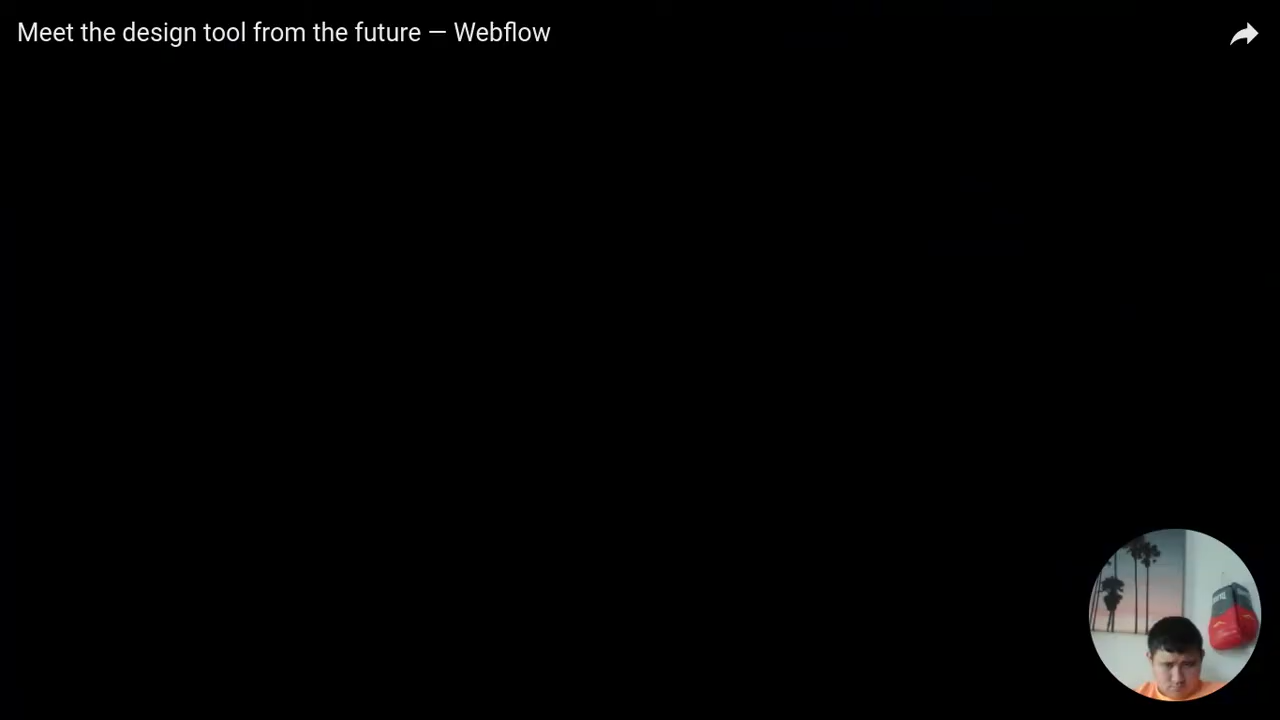 Meet the design tool from the future — Webflow